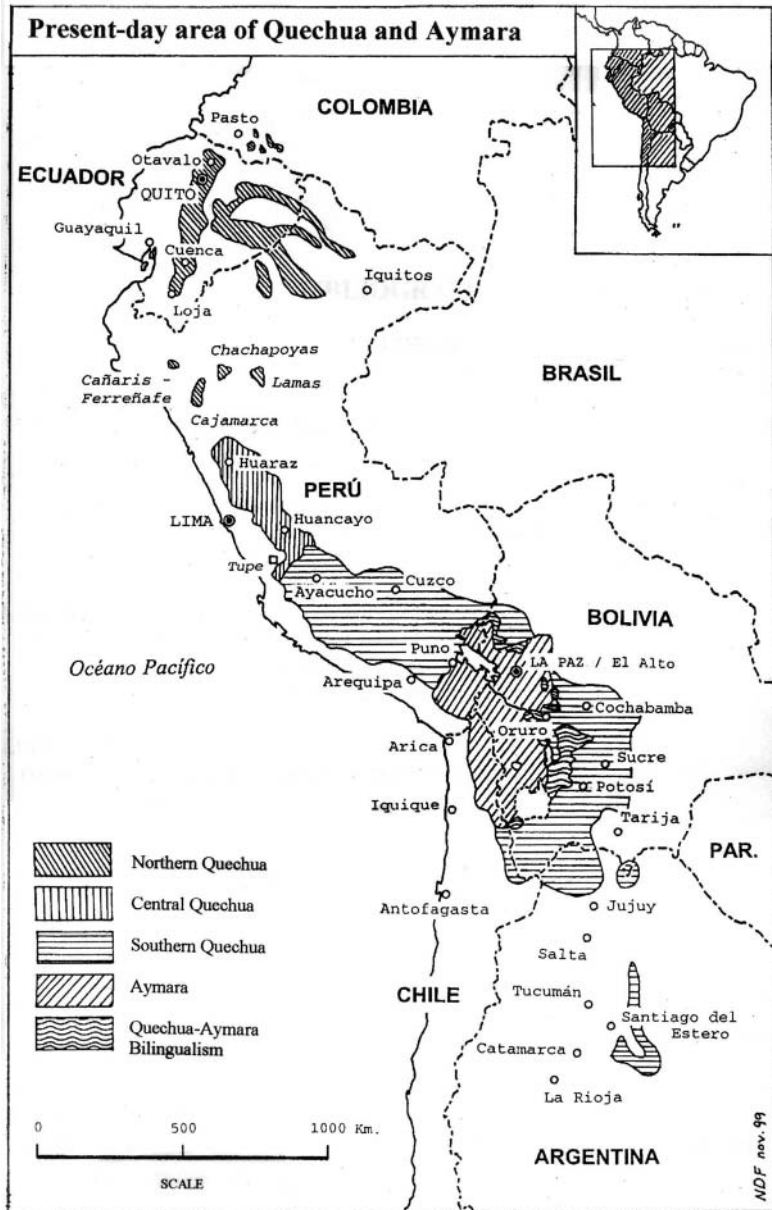 Present-day area of Quechua and Aymara
COLOMBIA
Pasto
ECUADOR
Otavalo
QUITO
Guayaquil
Cuenca
Iquitos
Loja
Chachapoyas
Cañaris -
Ferreñafe
Lamas
BRASIL
Cajamarca
Huaraz
PERÚ
LIMA
Huancayo
Tupe
Ayacucho
Cuzco
BOLIVIA
Puno
LA PAZ / El Alto
Océano Pacífico
Arequipa
Cochabamba
Oruro
Arica
Sucre
Potosí
Iquique
Tarija
PAR.
Northern Quechua
Central Quechua
Southern Quechua
Aymara
Quechua-Aymara
Bilingualism
?
Antofagasta
Jujuy
Salta
CHILE
Tucumán
Santiago del
Estero
Catamarca
La Rioja
0 500 1000 Km.
SCALE
ARGENTINA
NDF nov. 99